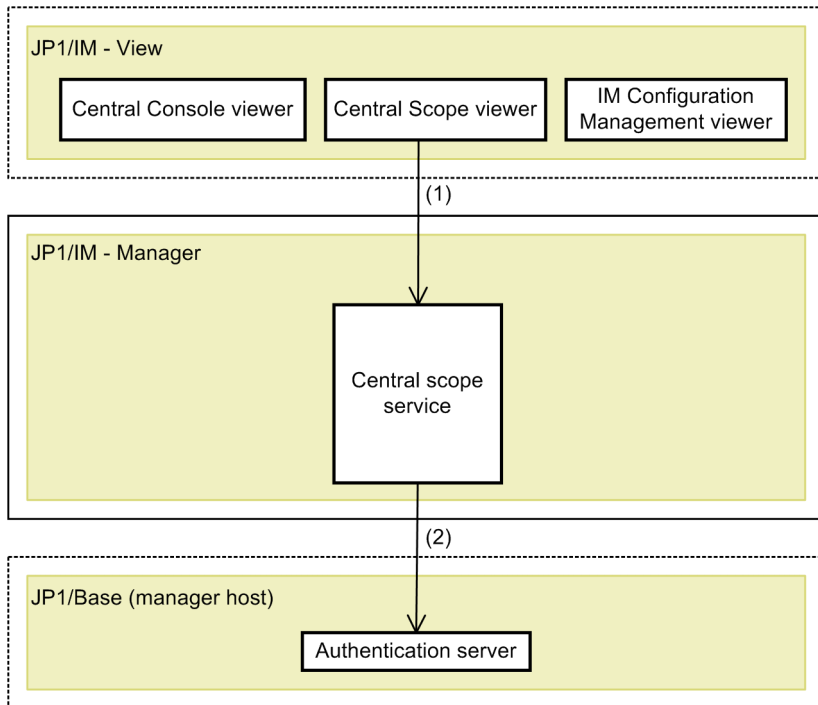 JP1/IM - View
Central Console viewer
Central Scope viewer
IM Configuration
Management viewer
(1)
JP1/IM - Manager
Central scope
service
(2)
JP1/Base (manager host)
Authentication server